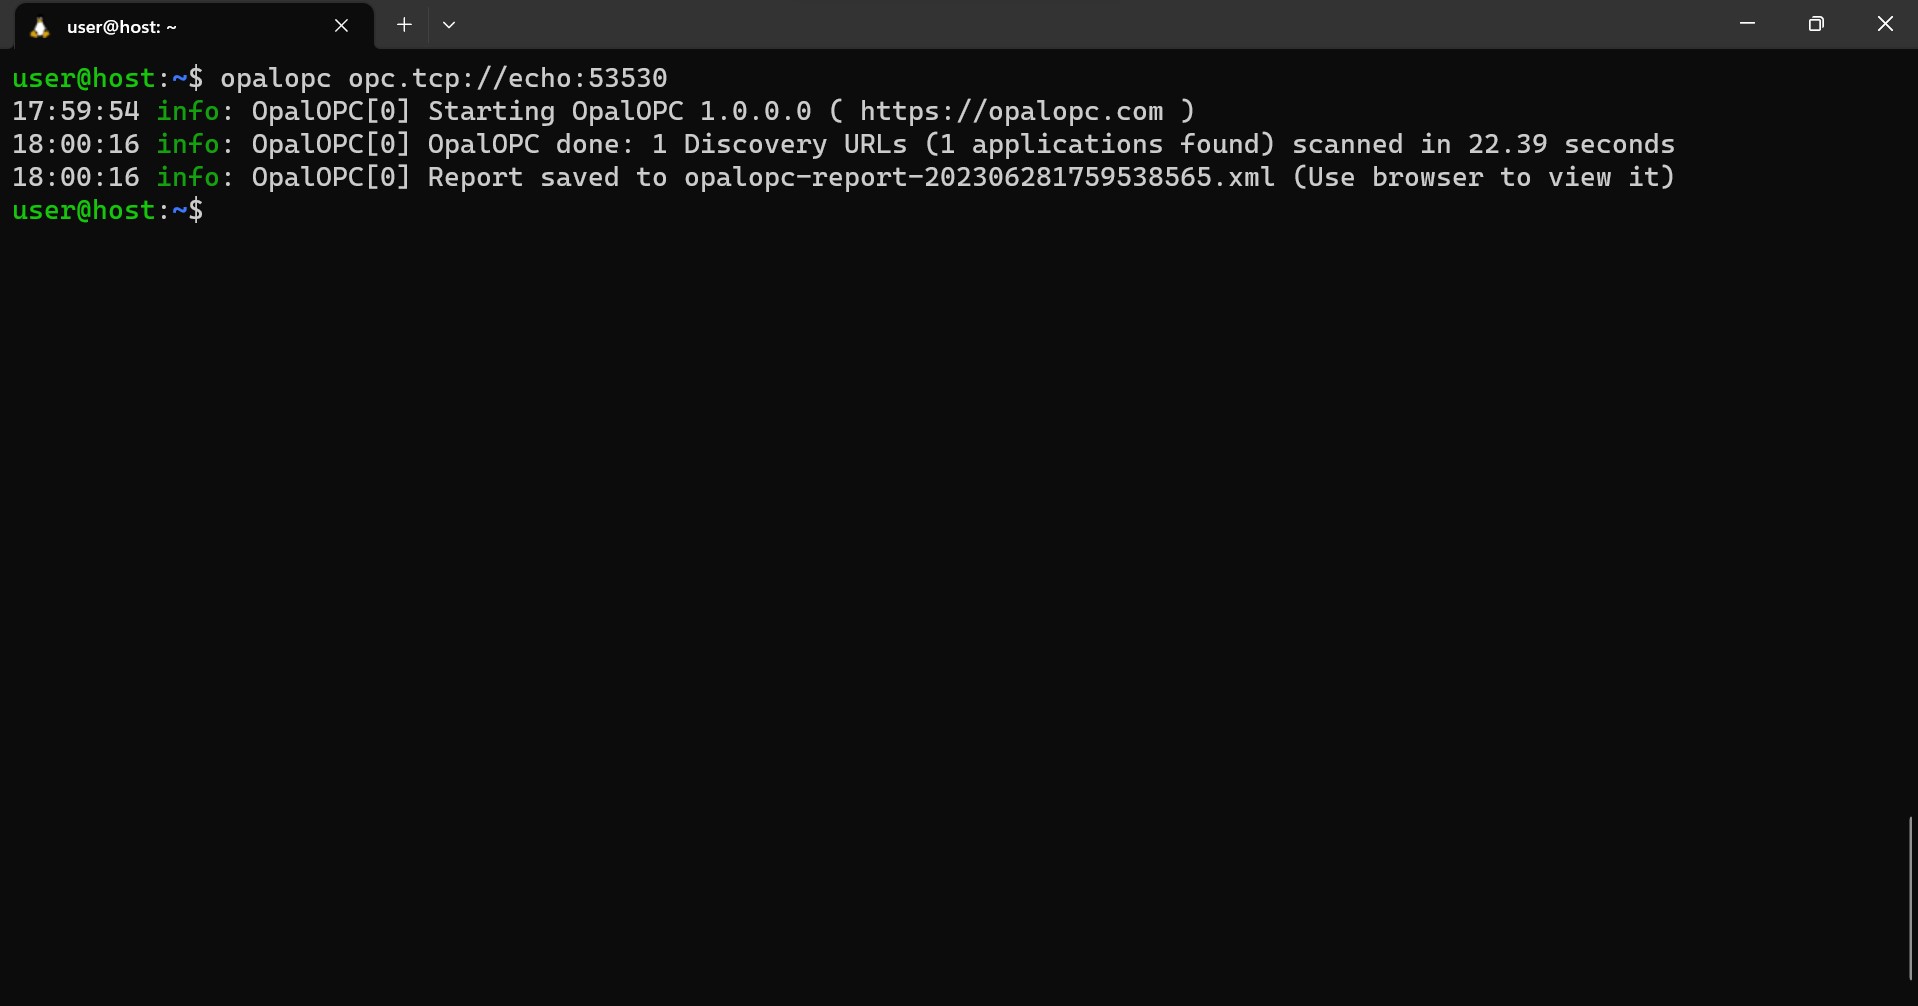 user@host: ~
user@host:~$ opalopc opc.tcp://echo:53530
17:59:54 info: OpalOPC[0] Starting OpalOPC 1.0.0.0 ( https://opalopc.com )
18:00:16 info: OpalOPC[0] OpalOPC done: 1 Discovery URLs (1 applications found) scanned in 22.39 seconds
18:00:16 info: OpalOPC[0] Report saved to opalopc-report-202306281759538565.xml (Use browser to view it)
user@host:~$